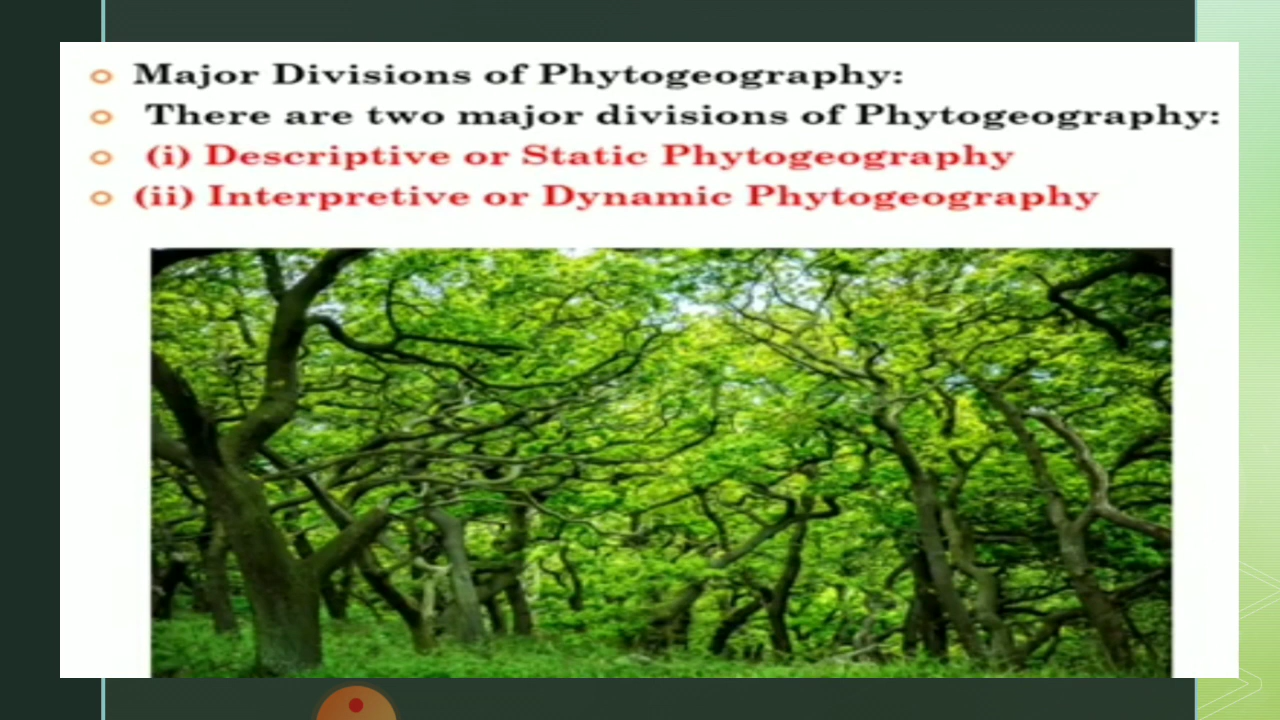 Major Divisions of Phytogeography:
There are two major divisions of Phytogeography:
(i) Descriptive or Static Phytogeography
(ii) Interpretive or Dynamic Phytogeography